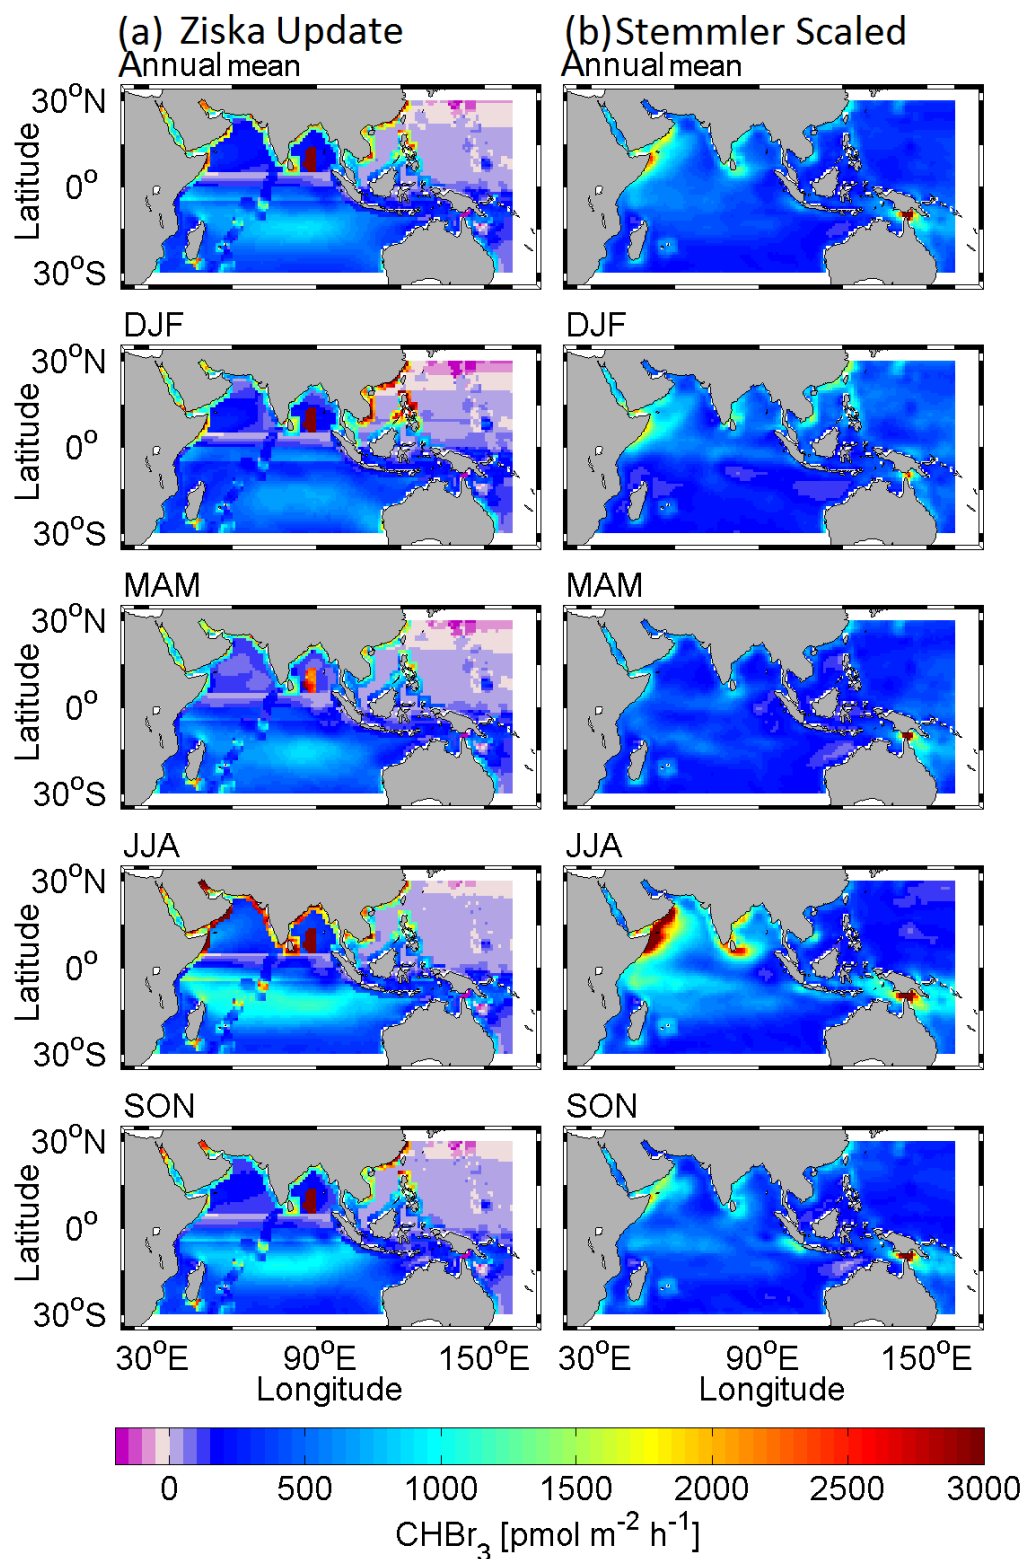 (a) Ziska Update
(b) Stemmler Scaled
Annual mean
Annual mean
30°N
0°
30°S
Latitude
DJF
DJF
30°N
0°
30°S
Latitude
MAM
MAM
30°N
0°
30°S
Latitude
JJA
JJA
30°N
0°
30°S
Latitude
SON
SON
30°N
0°
30°S
Latitude
30°E 90°E 150°E
30°E 90°E 150°E
Longitude
Longitude
0 500 1000 1500 2000 2500 3000
CHBr₃ [pmol m⁻² h⁻¹]